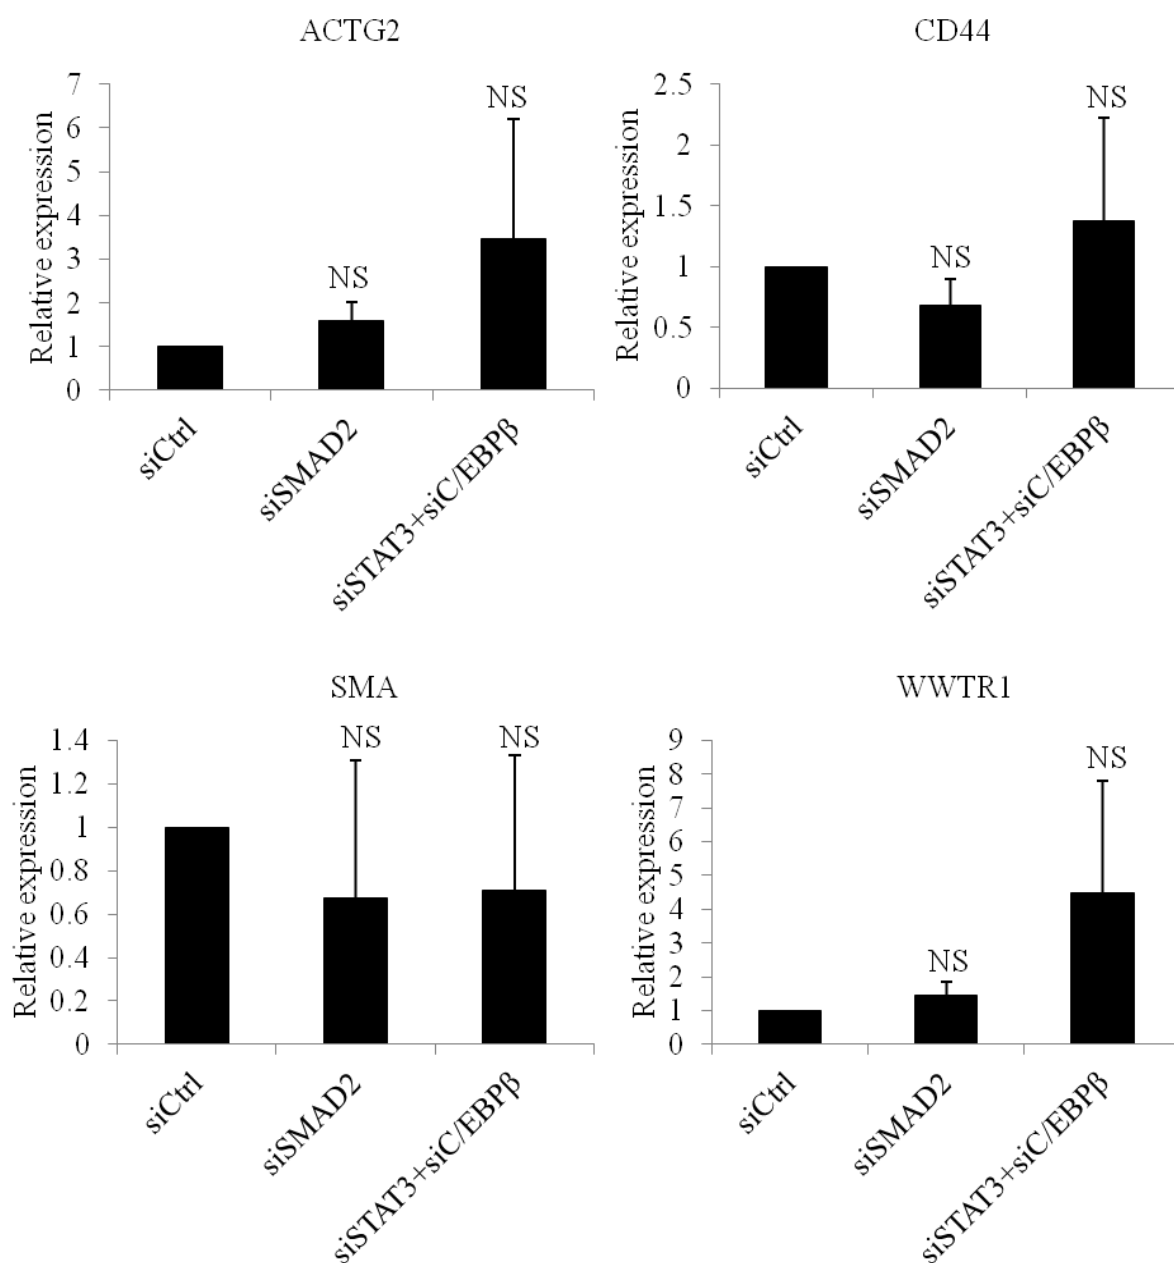 ACTG2
Relative expression
7
6
5
4
3
2
1
0
NS
NS
siCtrl
siSMAD2
siSTAT3+siC/EBPβ
CD44
Relative expression
2.5
2
1.5
1
0.5
0
NS
NS
siCtrl
siSMAD2
siSTAT3+siC/EBPβ
SMA
Relative expression
1.4
1.2
1
0.8
0.6
0.4
0.2
0
NS
NS
siCtrl
siSMAD2
siSTAT3+siC/EBPβ
WWTR1
Relative expression
9
8
7
6
5
4
3
2
1
0
NS
NS
siCtrl
siSMAD2
siSTAT3+siC/EBPβ